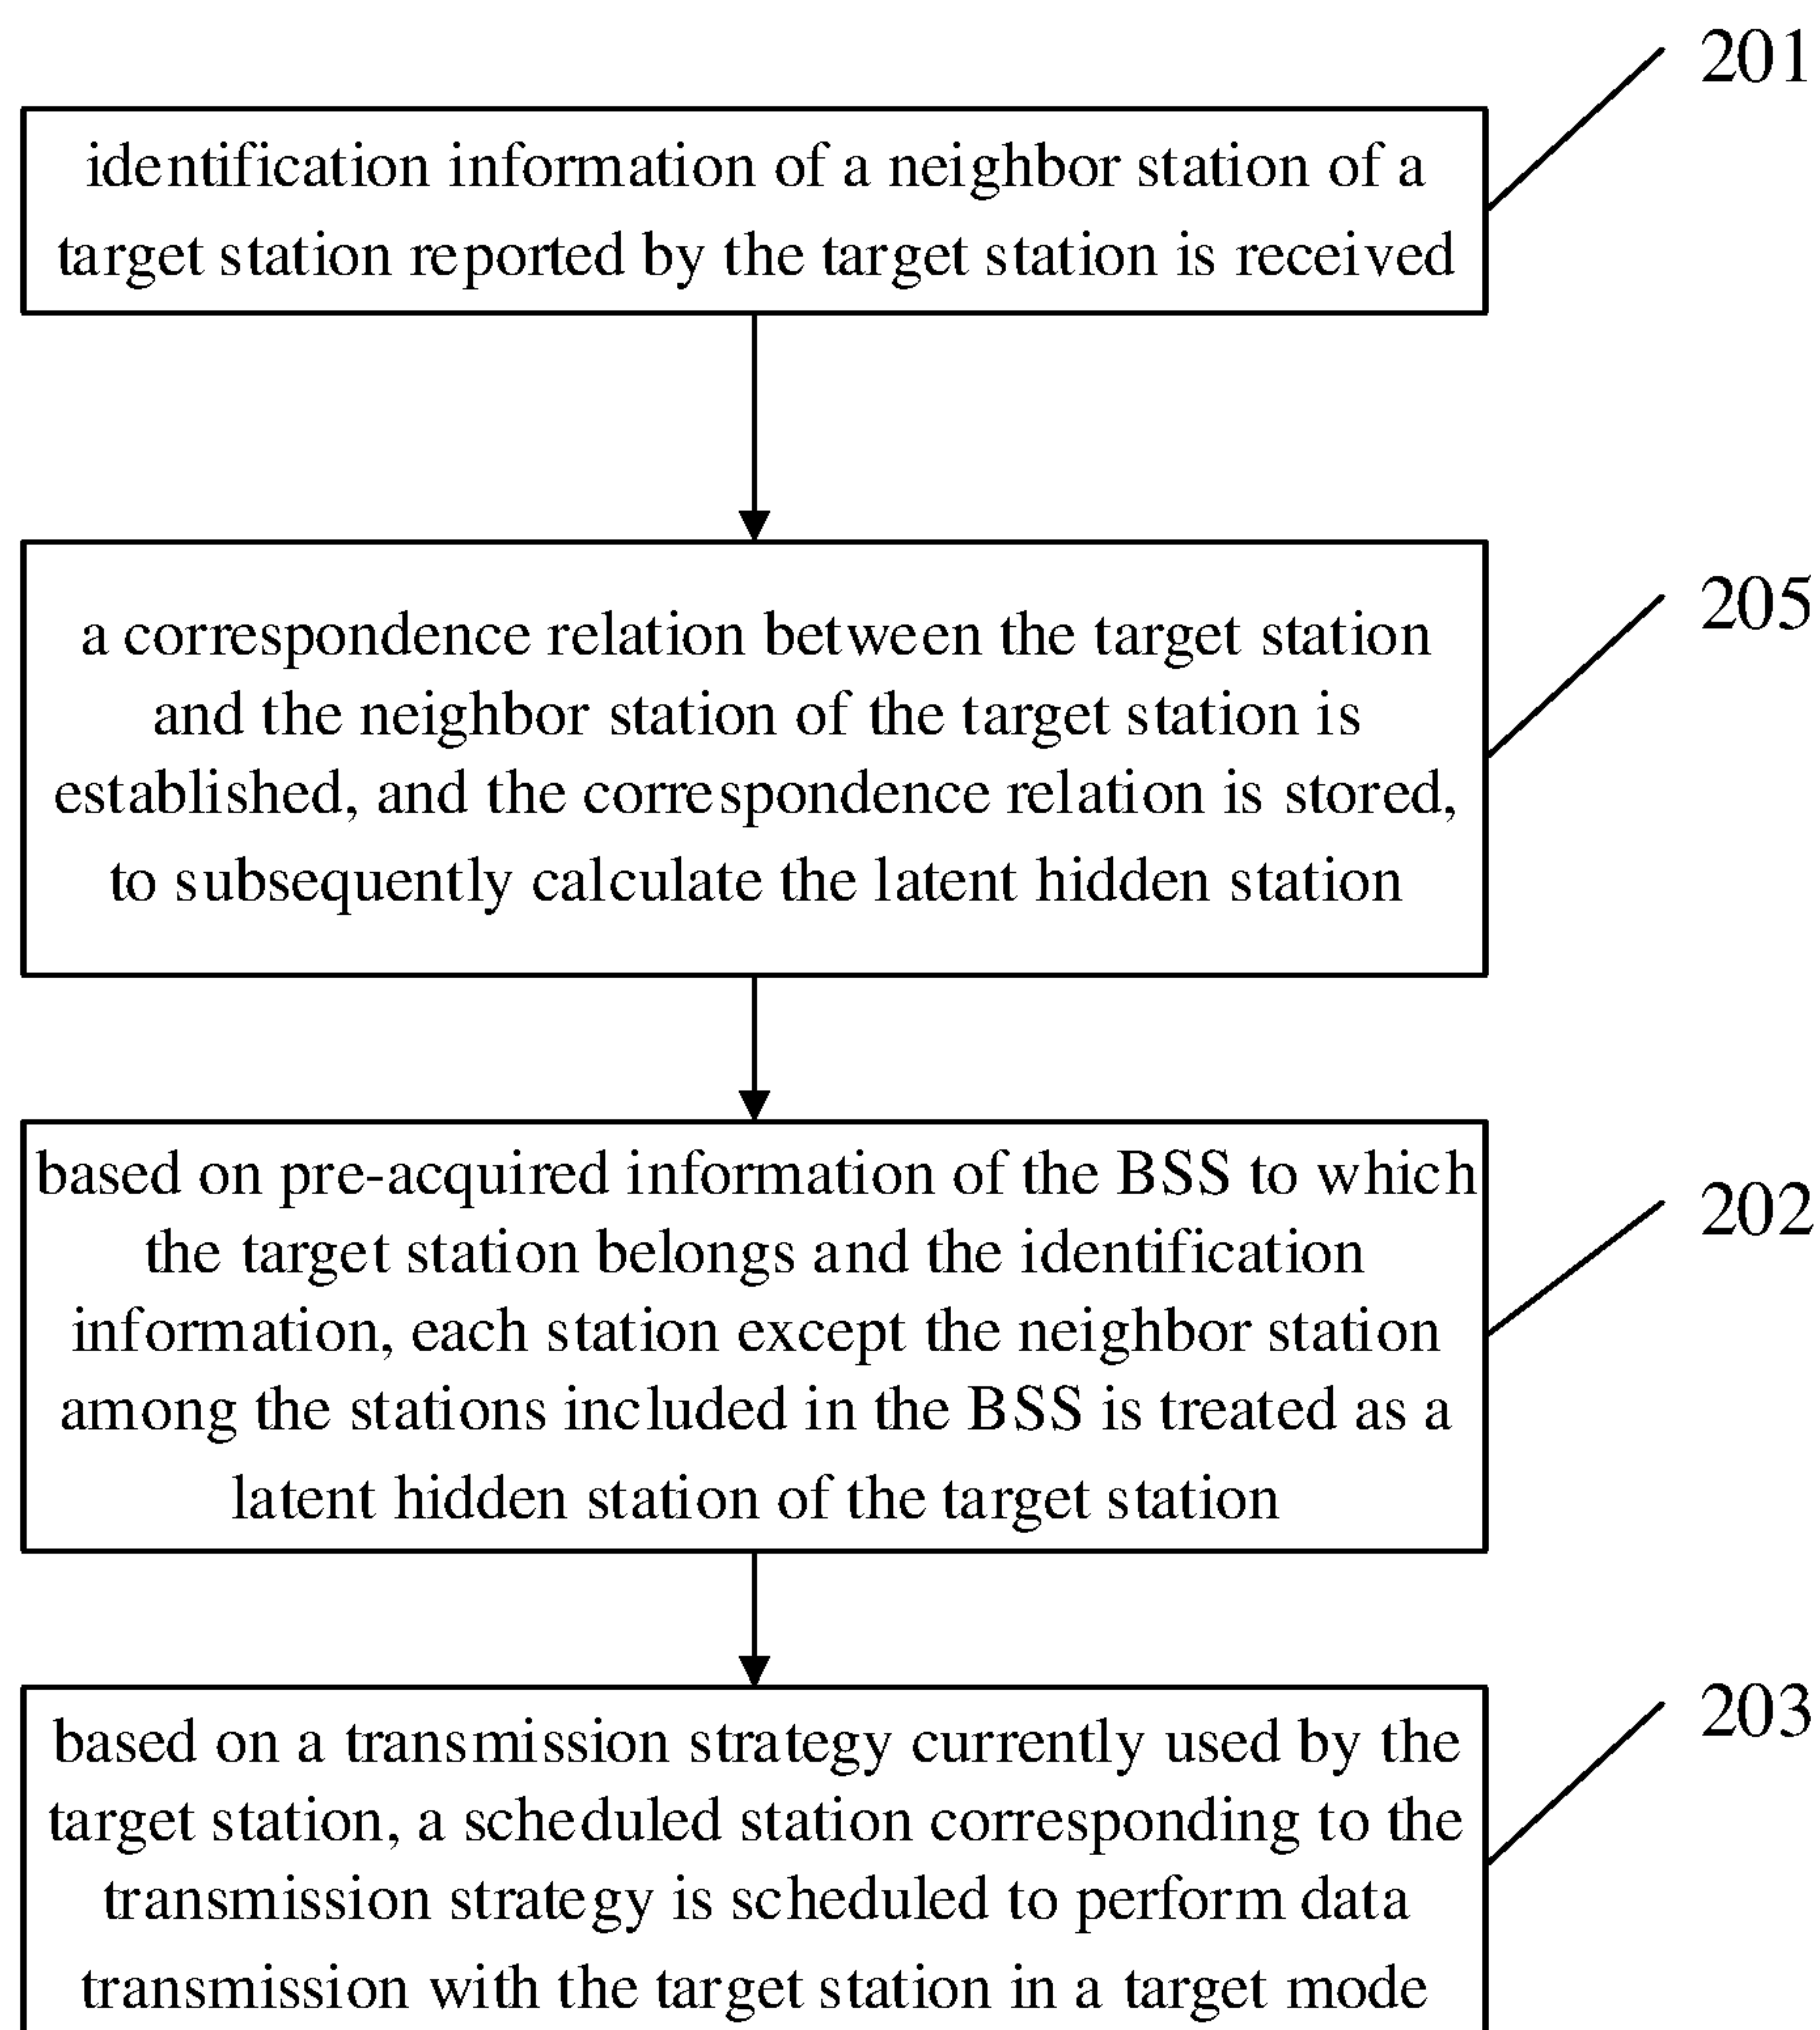 201
identification information of a neighbor station of a
target station reported by the target station is received
205
a correspondence relation between the target station
and the neighbor station of the target station is
established, and the correspondence relation is stored,
to subsequently calculate the latent hidden station
202
based on pre-acquired information of the BSS to which
the target station belongs and the identification
information, each station except the neighbor station
among the stations included in the BSS is treated as a
latent hidden station of the target station
203
based on a transmission strategy currently used by the
target station, a scheduled station corresponding to the
transmission strategy is scheduled to perform data
transmission with the target station in a target mode